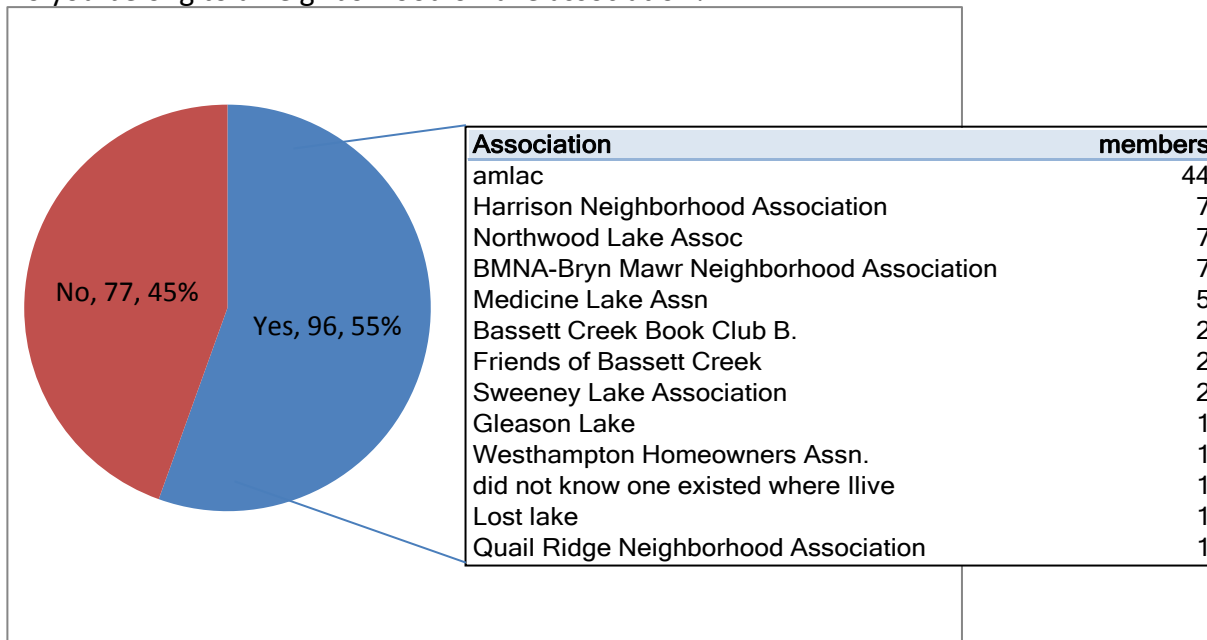 No, 77, 45%
Yes, 96, 55%
Association members
amlac 44
Harrison Neighborhood Association 7
Northwood Lake Assoc 7
BMNA-Bryn Mawr Neighborhood Association 7
Medicine Lake Assn 5
Bassett Creek Book Club B. 2
Friends of Bassett Creek 2
Sweeney Lake Association 2
Gleason Lake 1
Westhampton Homeowners Assn. 1
did not know one existed where Ilive 1
Lost lake 1
Quail Ridge Neighborhood Association 1